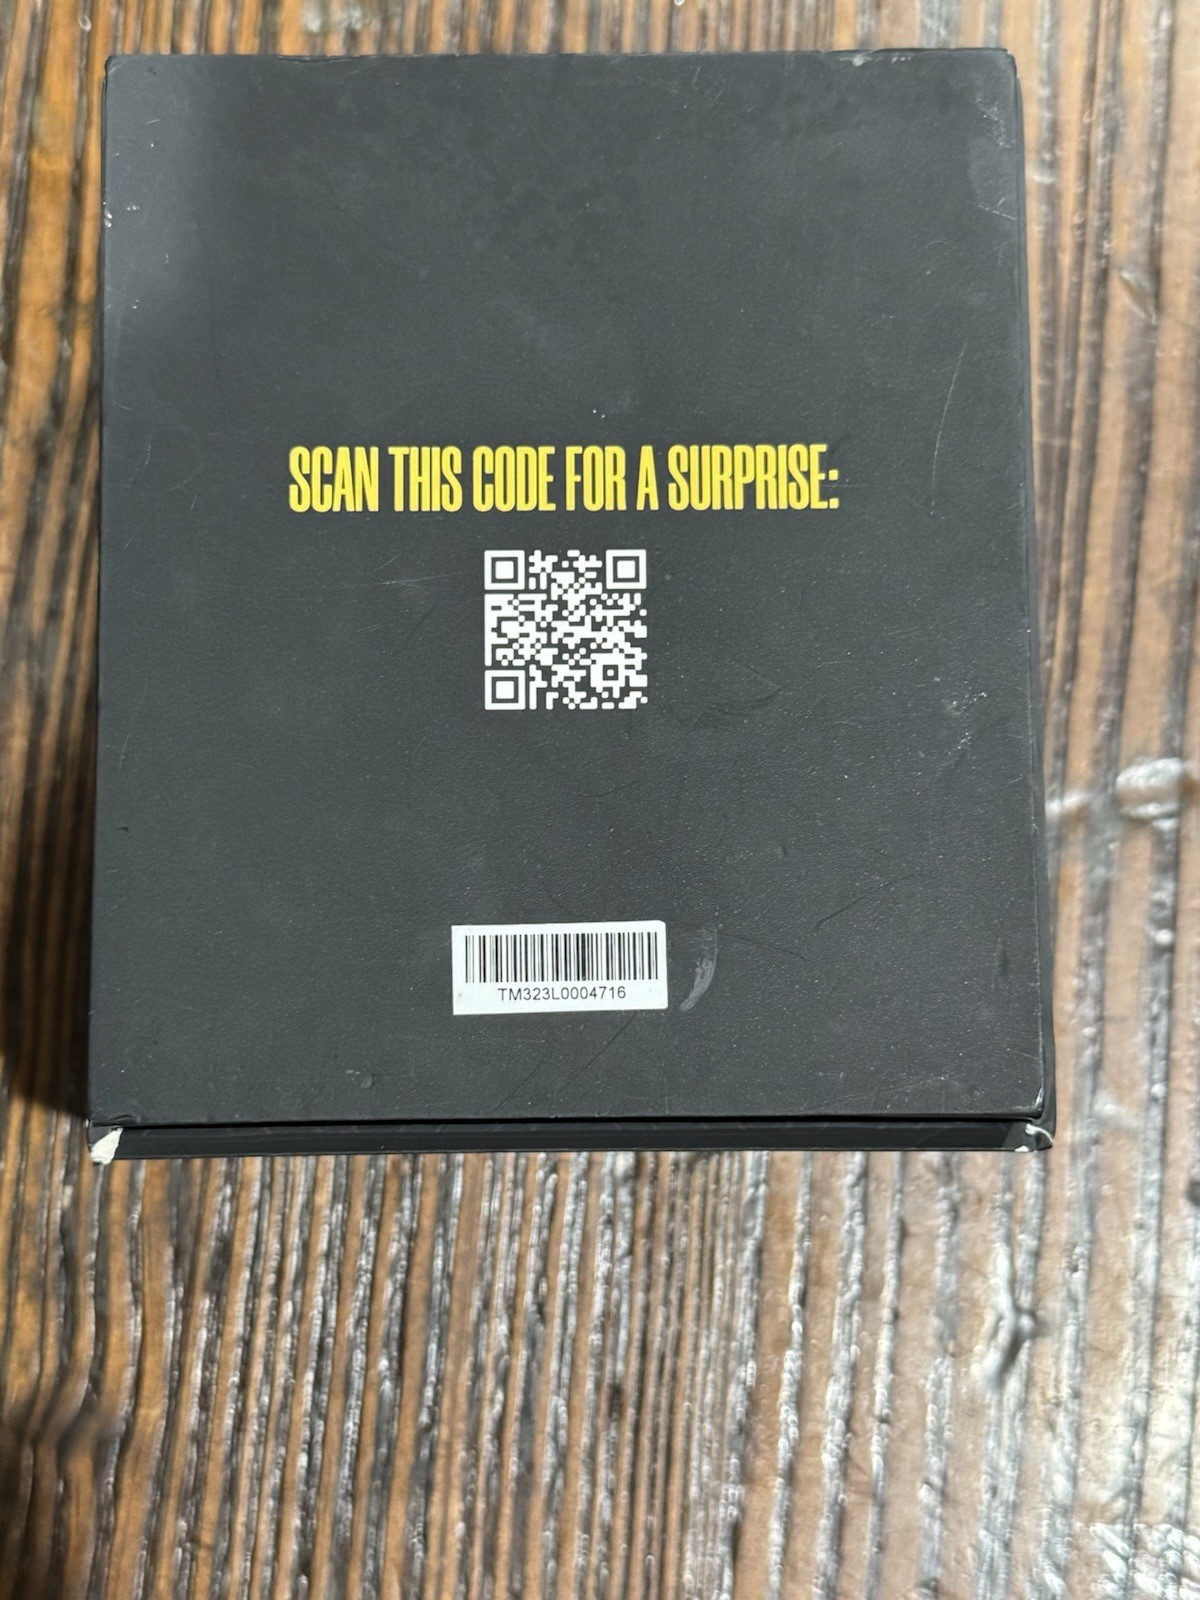 SCAN THIS CODE FOR A SURPRISE:
TM323L0004716